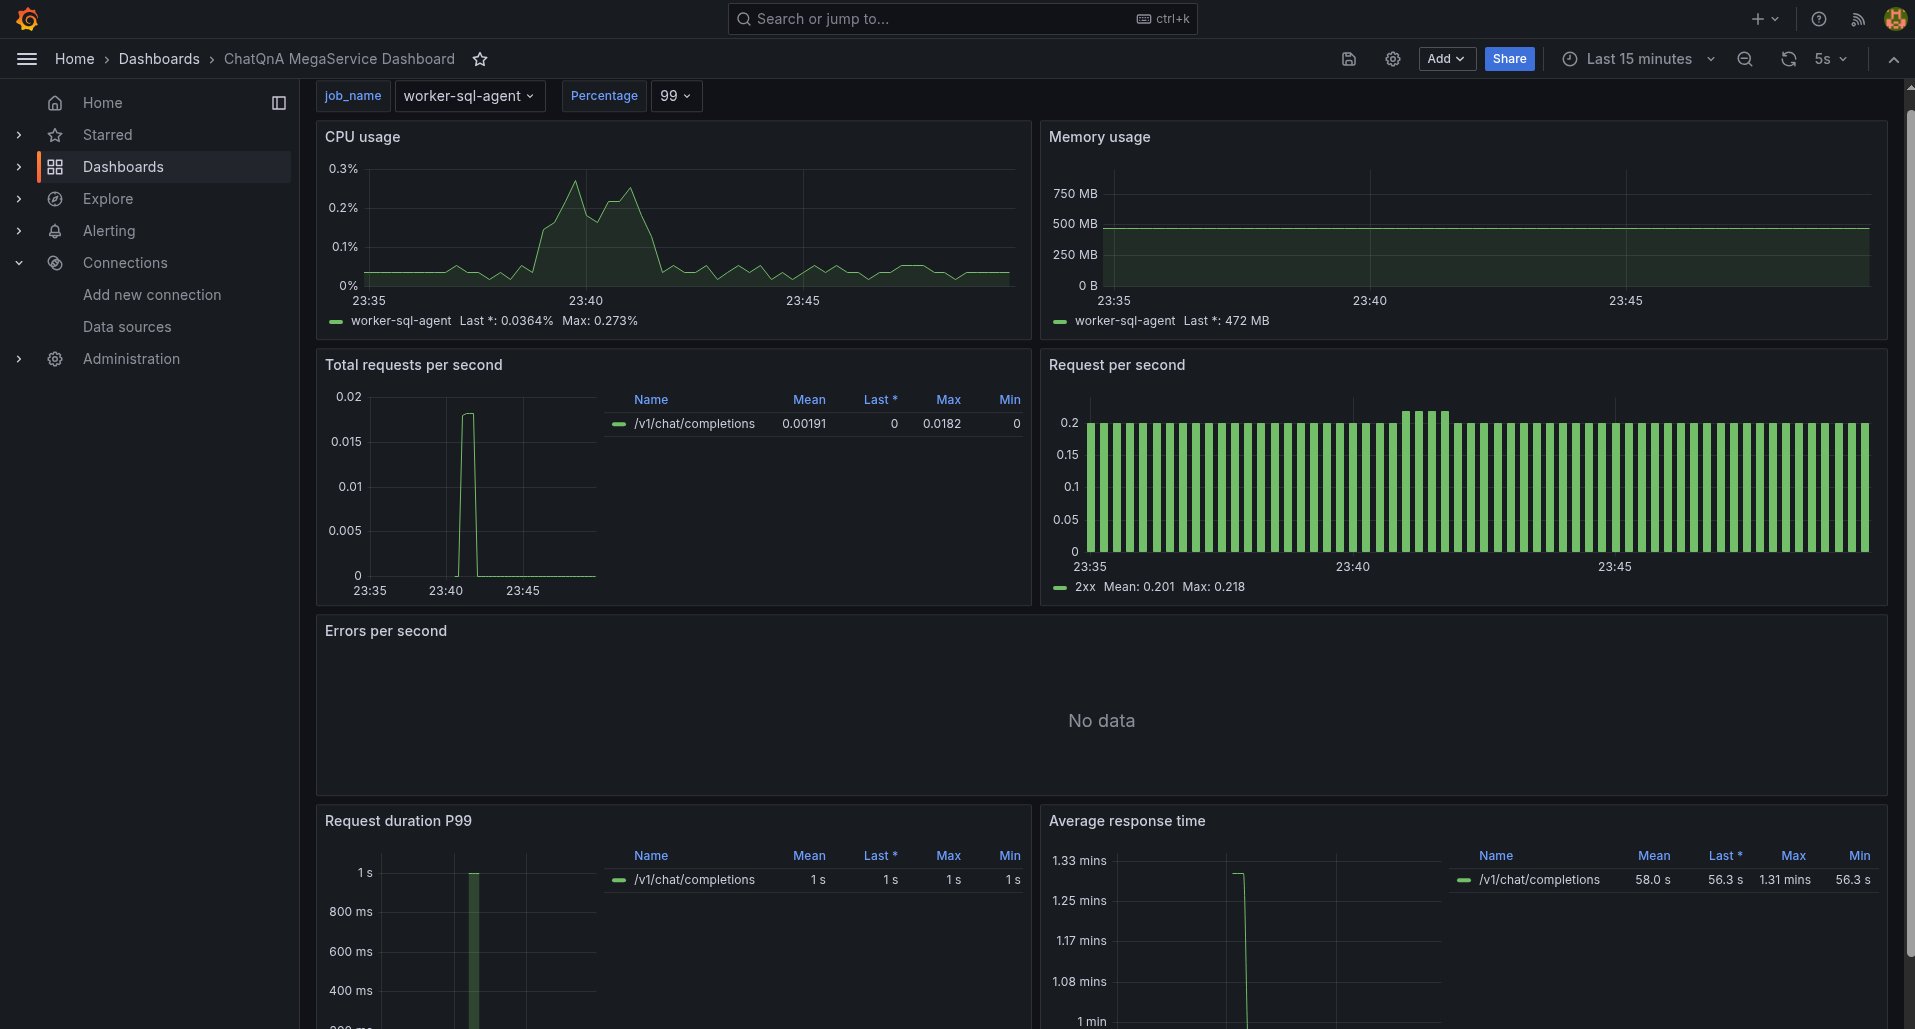 Search or jump to... ctrl+k
Home › Dashboards › ChatQnA MegaService Dashboard Add Share Last 15 minutes 5s
Home
Starred
Dashboards
Explore
Alerting
Connections
Add new connection
Data sources
Administration
job_name worker-sql-agent Percentage 99
CPU usage
0.3%
0.2%
0.1%
0%
23:35 23:40 23:45
worker-sql-agent Last *: 0.0364% Max: 0.273%
Memory usage
750 MB
500 MB
250 MB
0 B
23:35 23:40 23:45
worker-sql-agent Last *: 472 MB
Total requests per second
0.02
0.015
0.01
0.005
0
23:35 23:40 23:45
Name Mean Last * Max Min
/v1/chat/completions 0.00191 0 0.0182 0
Request per second
0.2
0.15
0.1
0.05
0
23:35 23:40 23:45
2xx Mean: 0.201 Max: 0.218
Errors per second
No data
Request duration P99
1 s
800 ms
600 ms
400 ms
Name Mean Last * Max Min
/v1/chat/completions 1 s 1 s 1 s 1 s
Average response time
1.33 mins
1.25 mins
1.17 mins
1.08 mins
1 min
Name Mean Last * Max Min
/v1/chat/completions 58.0 s 56.3 s 1.31 mins 56.3 s